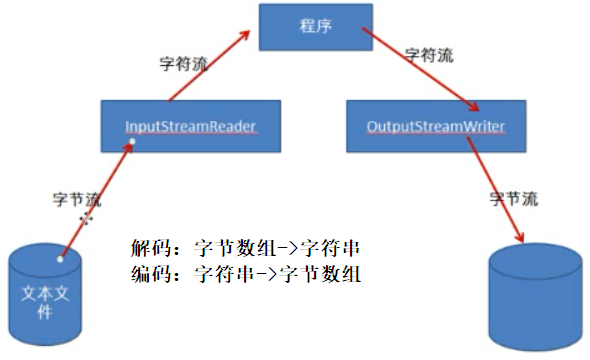 程序
字符流
字符流
InputStreamReader
OutputStreamWriter
字节流
字节流
解码：字节数组->字符串
编码：字符串->字节数组
文本文
件